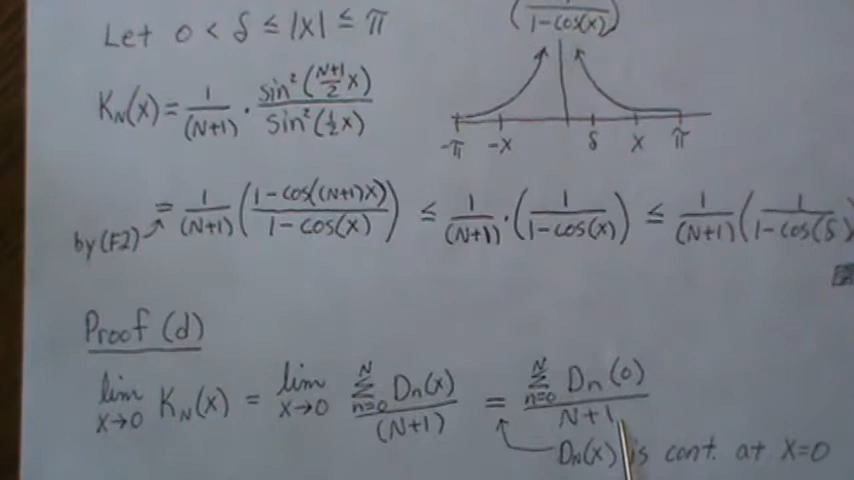 Let 0 < δ ≤ |x| ≤ π
(1/(1-cos(x)))
K_N(x) = 1/(N+1) · sin²((N+1)/2 x) / sin²(½x)
-π -x δ x π
by (F2) = 1/(N+1) ((1-cos((N+1)x))/(1-cos(x))) ≤ 1/(N+1) · (1/(1-cos(x))) ≤ 1/(N+1) (1/(1-cos(δ)
Proof (d)
lim x→0 K_N(x) = lim x→0 Σ_{n=0}^{N} D_n(x) / (N+1) = Σ_{n=0}^{N} D_n(0) / N+1
D_n(x) is cont. at x=0